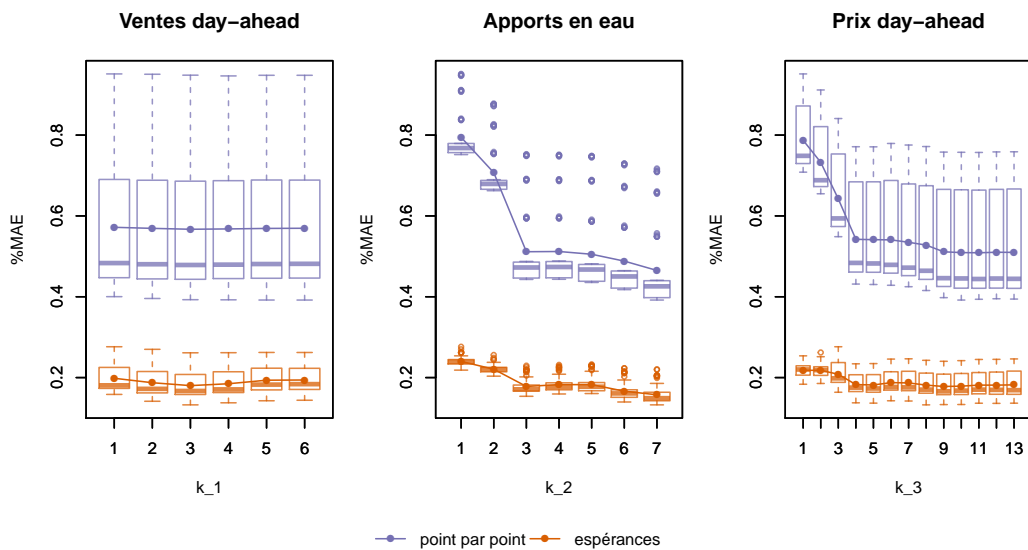 Ventes day−ahead
%MAE
0.2 0.4 0.6 0.8
1 2 3 4 5 6
k_1
Apports en eau
%MAE
0.2 0.4 0.6 0.8
1 2 3 4 5 6 7
k_2
Prix day−ahead
%MAE
0.2 0.4 0.6 0.8
1 3 5 7 9 11 13
k_3
point par point espérances